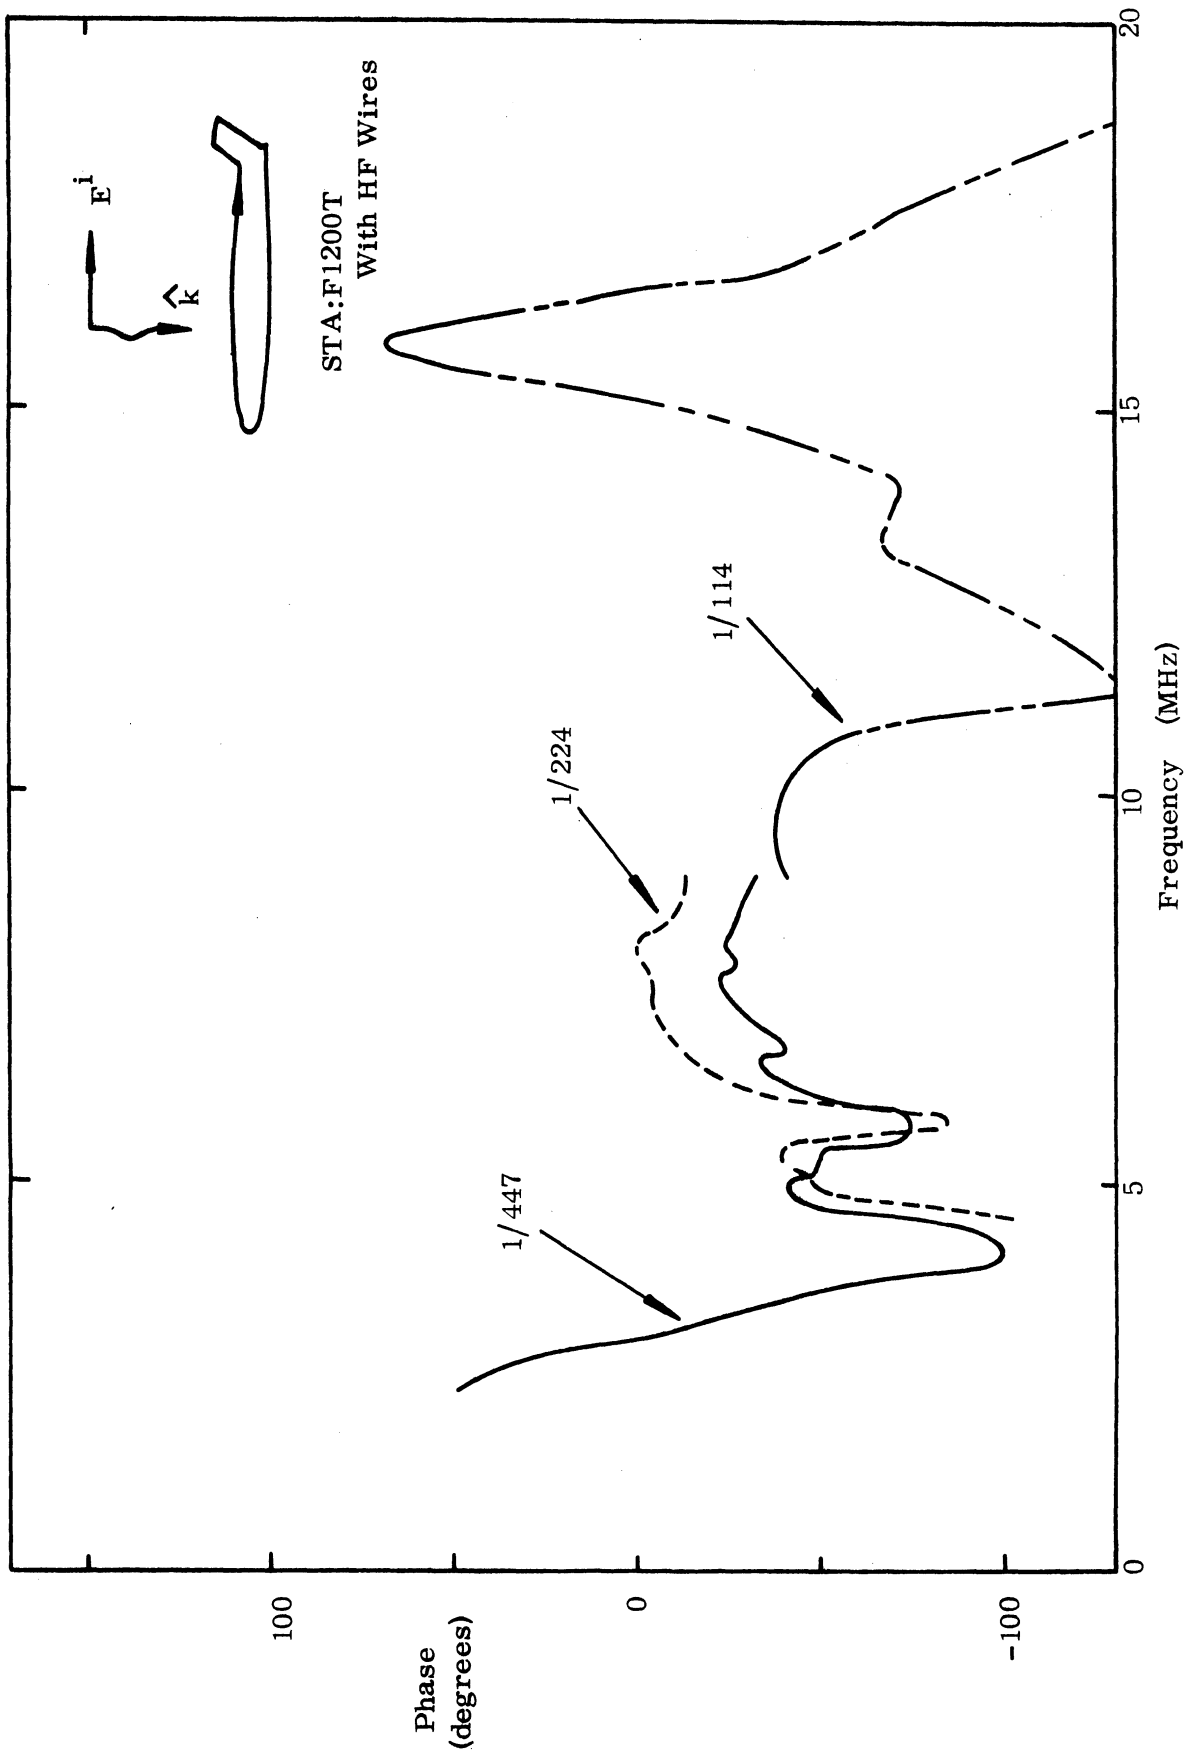 E^i
k̂
STA:F1200T
With HF Wires
1/114
1/224
1/447
Phase
(degrees)
100
0
-100
0
5
10
15
20
Frequency (MHz)